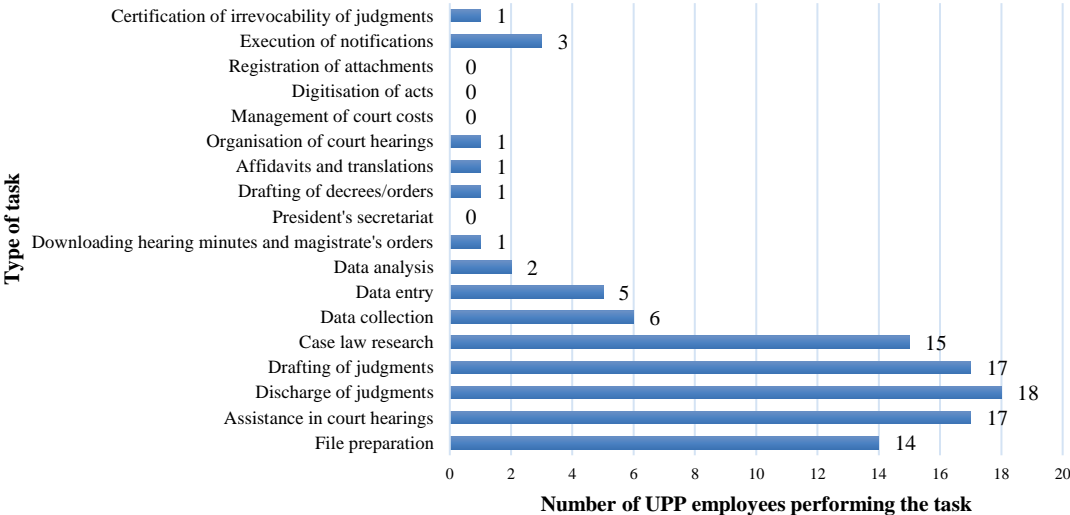 Certification of irrevocability of judgments 1
Execution of notifications 3
Registration of attachments 0
Digitisation of acts 0
Management of court costs 0
Organisation of court hearings 1
Affidavits and translations 1
Drafting of decrees/orders 1
President's secretariat 0
Downloading hearing minutes and magistrate's orders 1
Data analysis 2
Data entry 5
Data collection 6
Case law research 15
Drafting of judgments 17
Discharge of judgments 18
Assistance in court hearings 17
File preparation 14
Type of task
0 2 4 6 8 10 12 14 16 18 20
Number of UPP employees performing the task